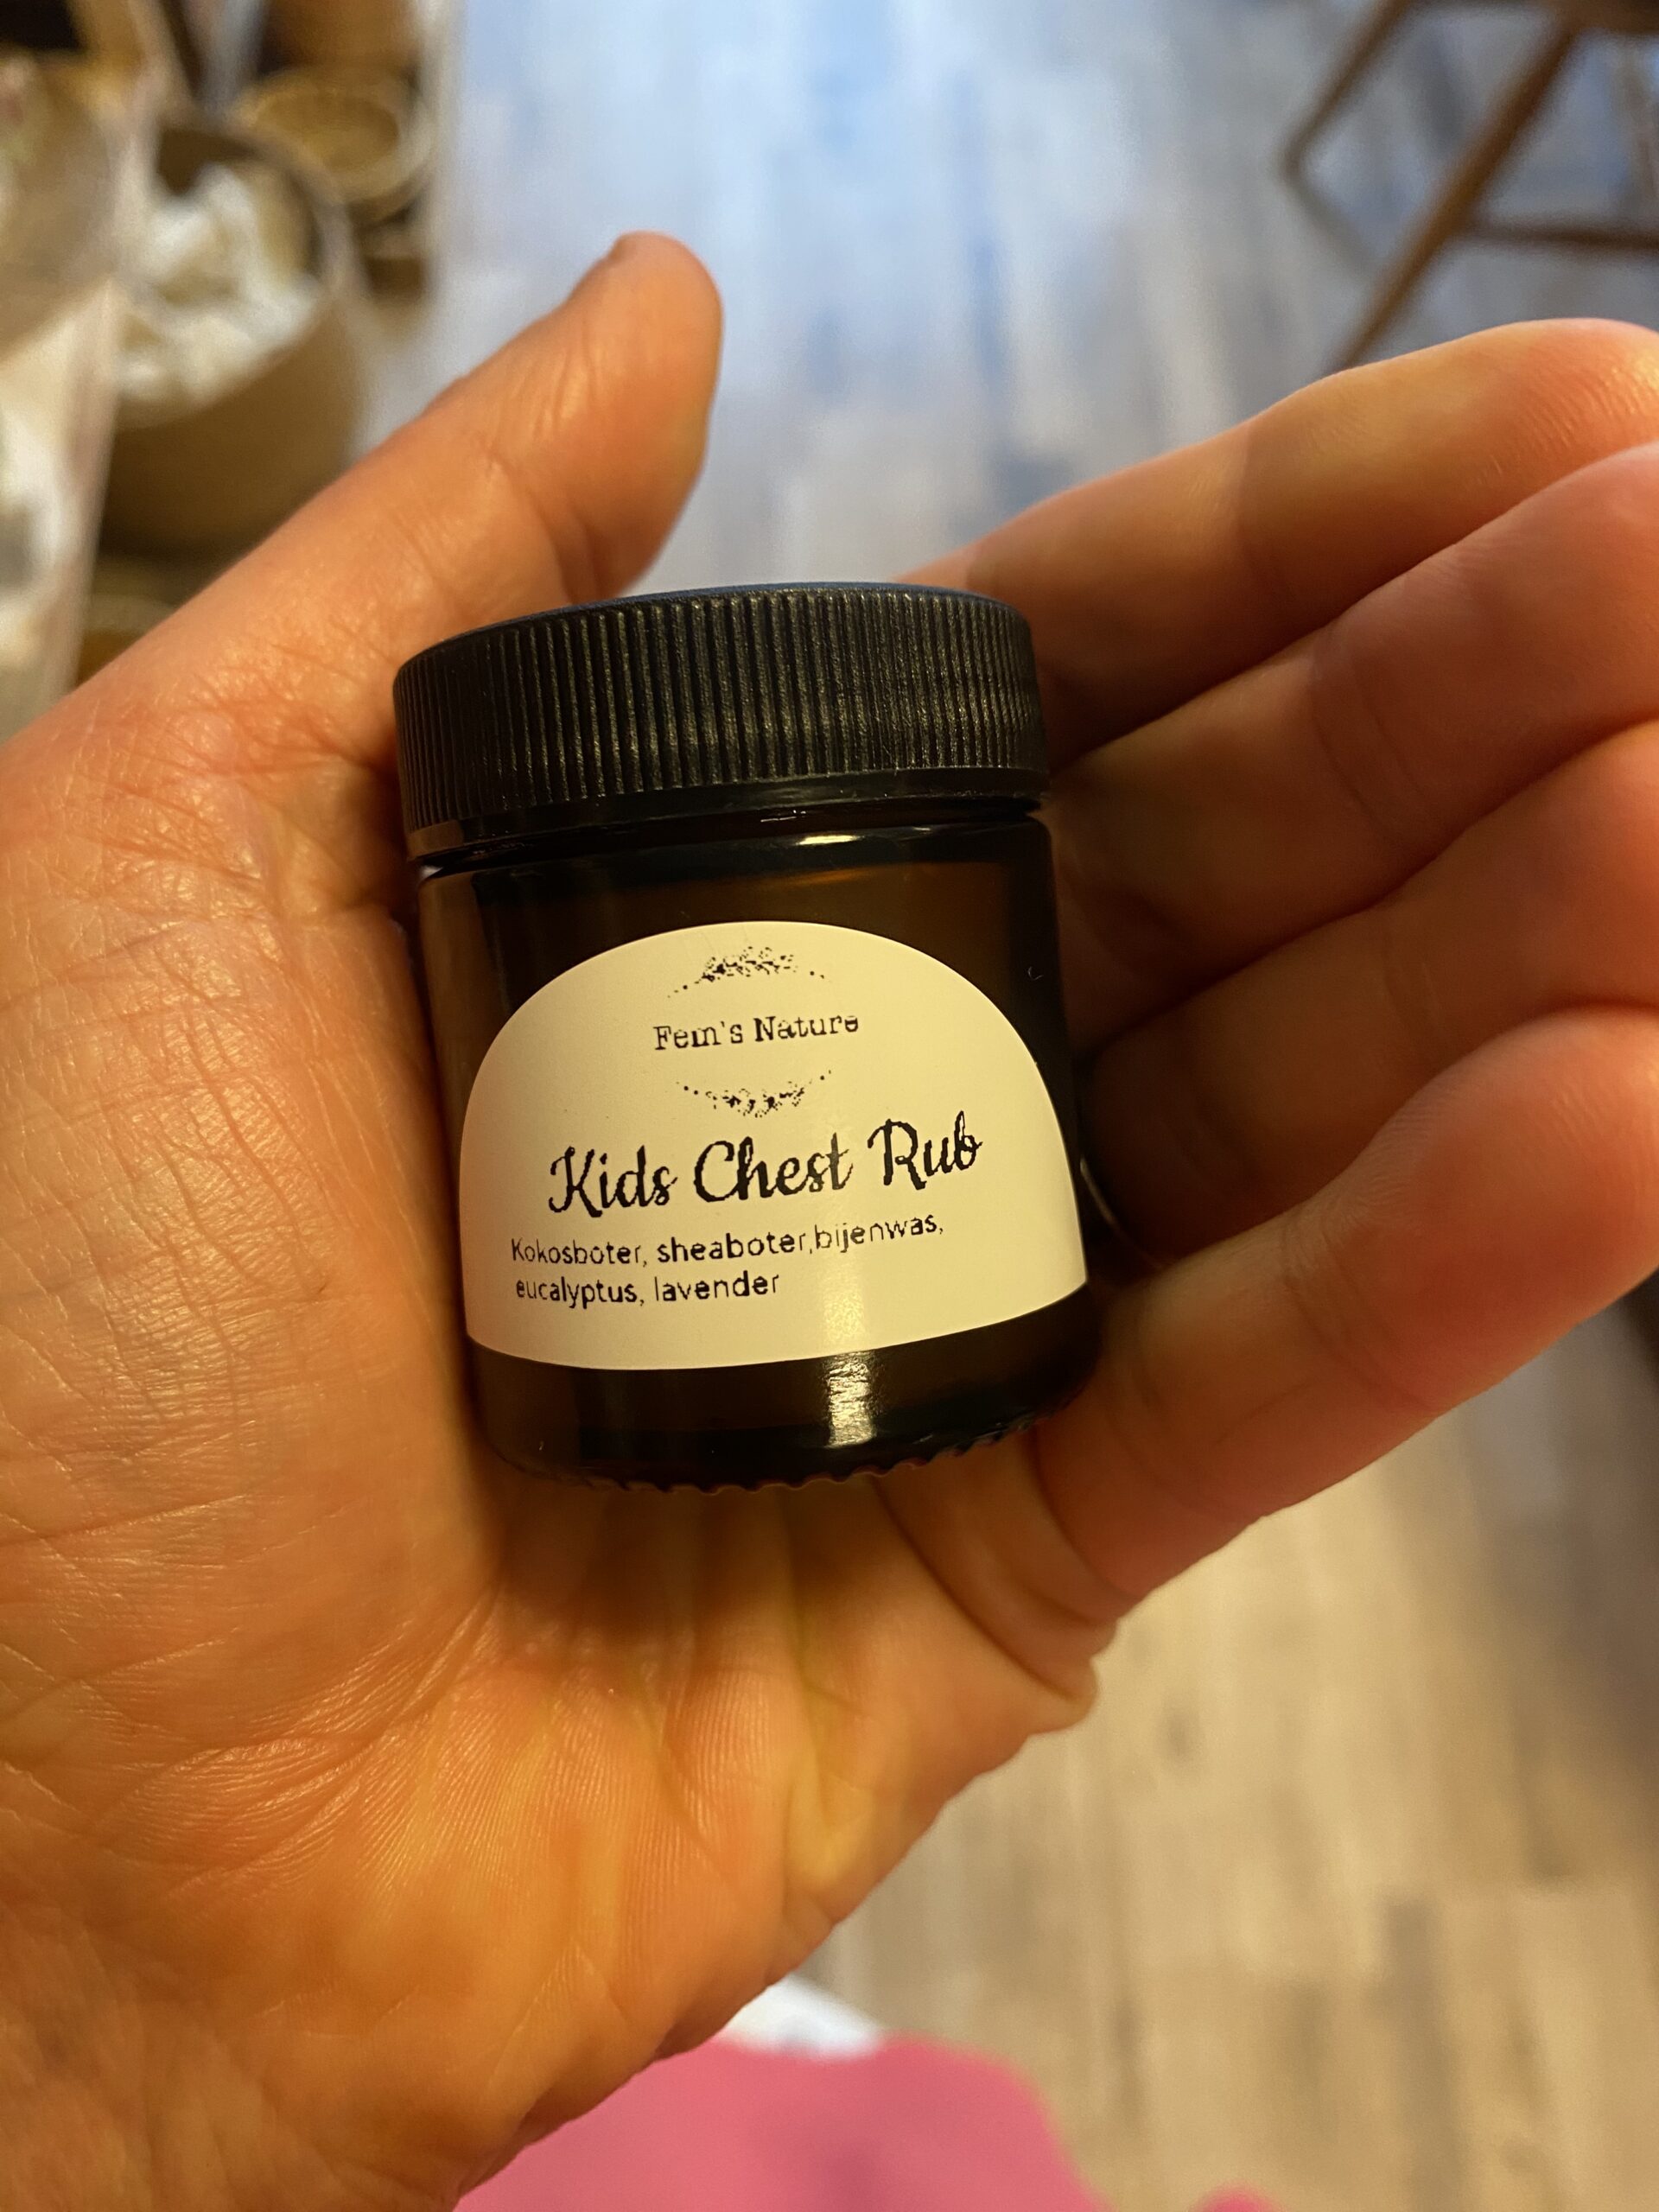 Fem's Nature
Kids Chest Rub
Kokosboter, sheaboter,bijenwas,
eucalyptus, lavender